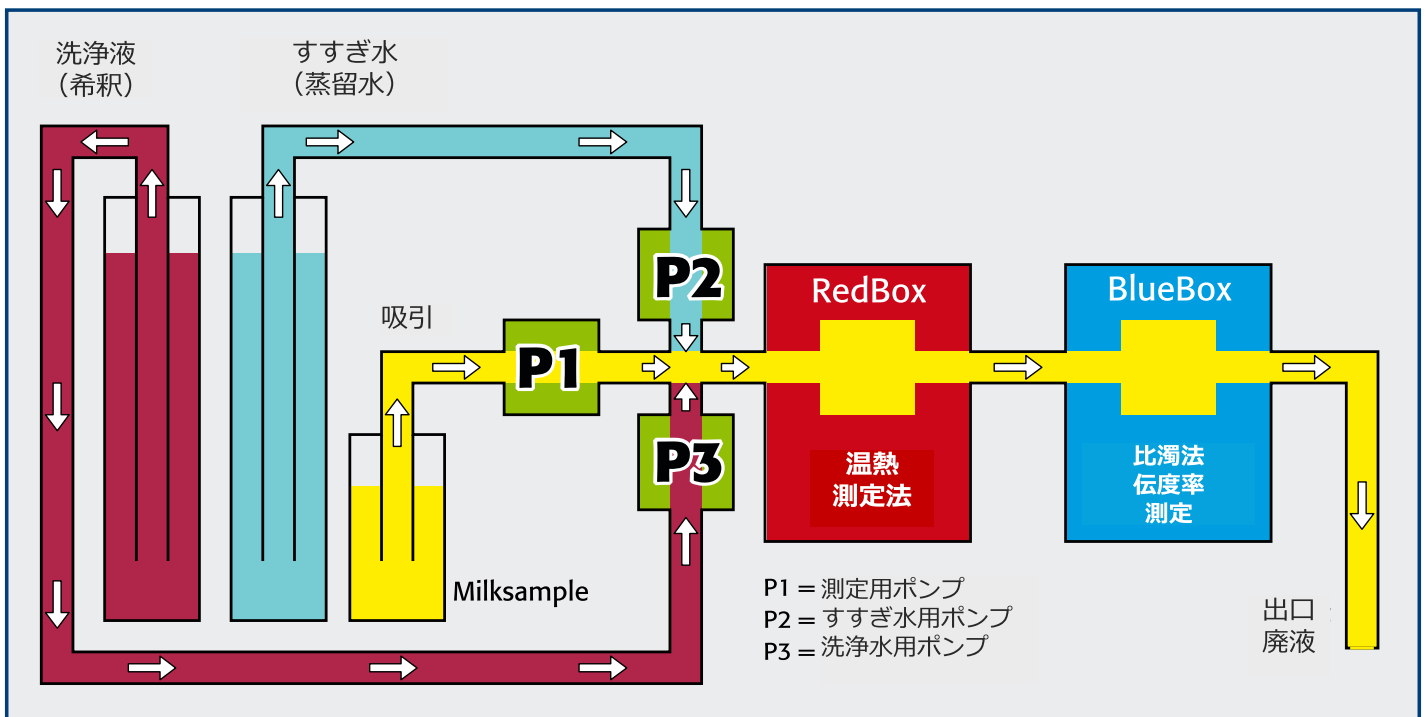 洗浄液
（希釈）
すすぎ水
（蒸留水）
吸引
P2
P1
P3
RedBox
BlueBox
温熱
測定法
比濁法
伝度率
測定
Milksample
P1 = 測定用ポンプ
P2 = すすぎ水用ポンプ
P3 = 洗浄水用ポンプ
出口
廃液